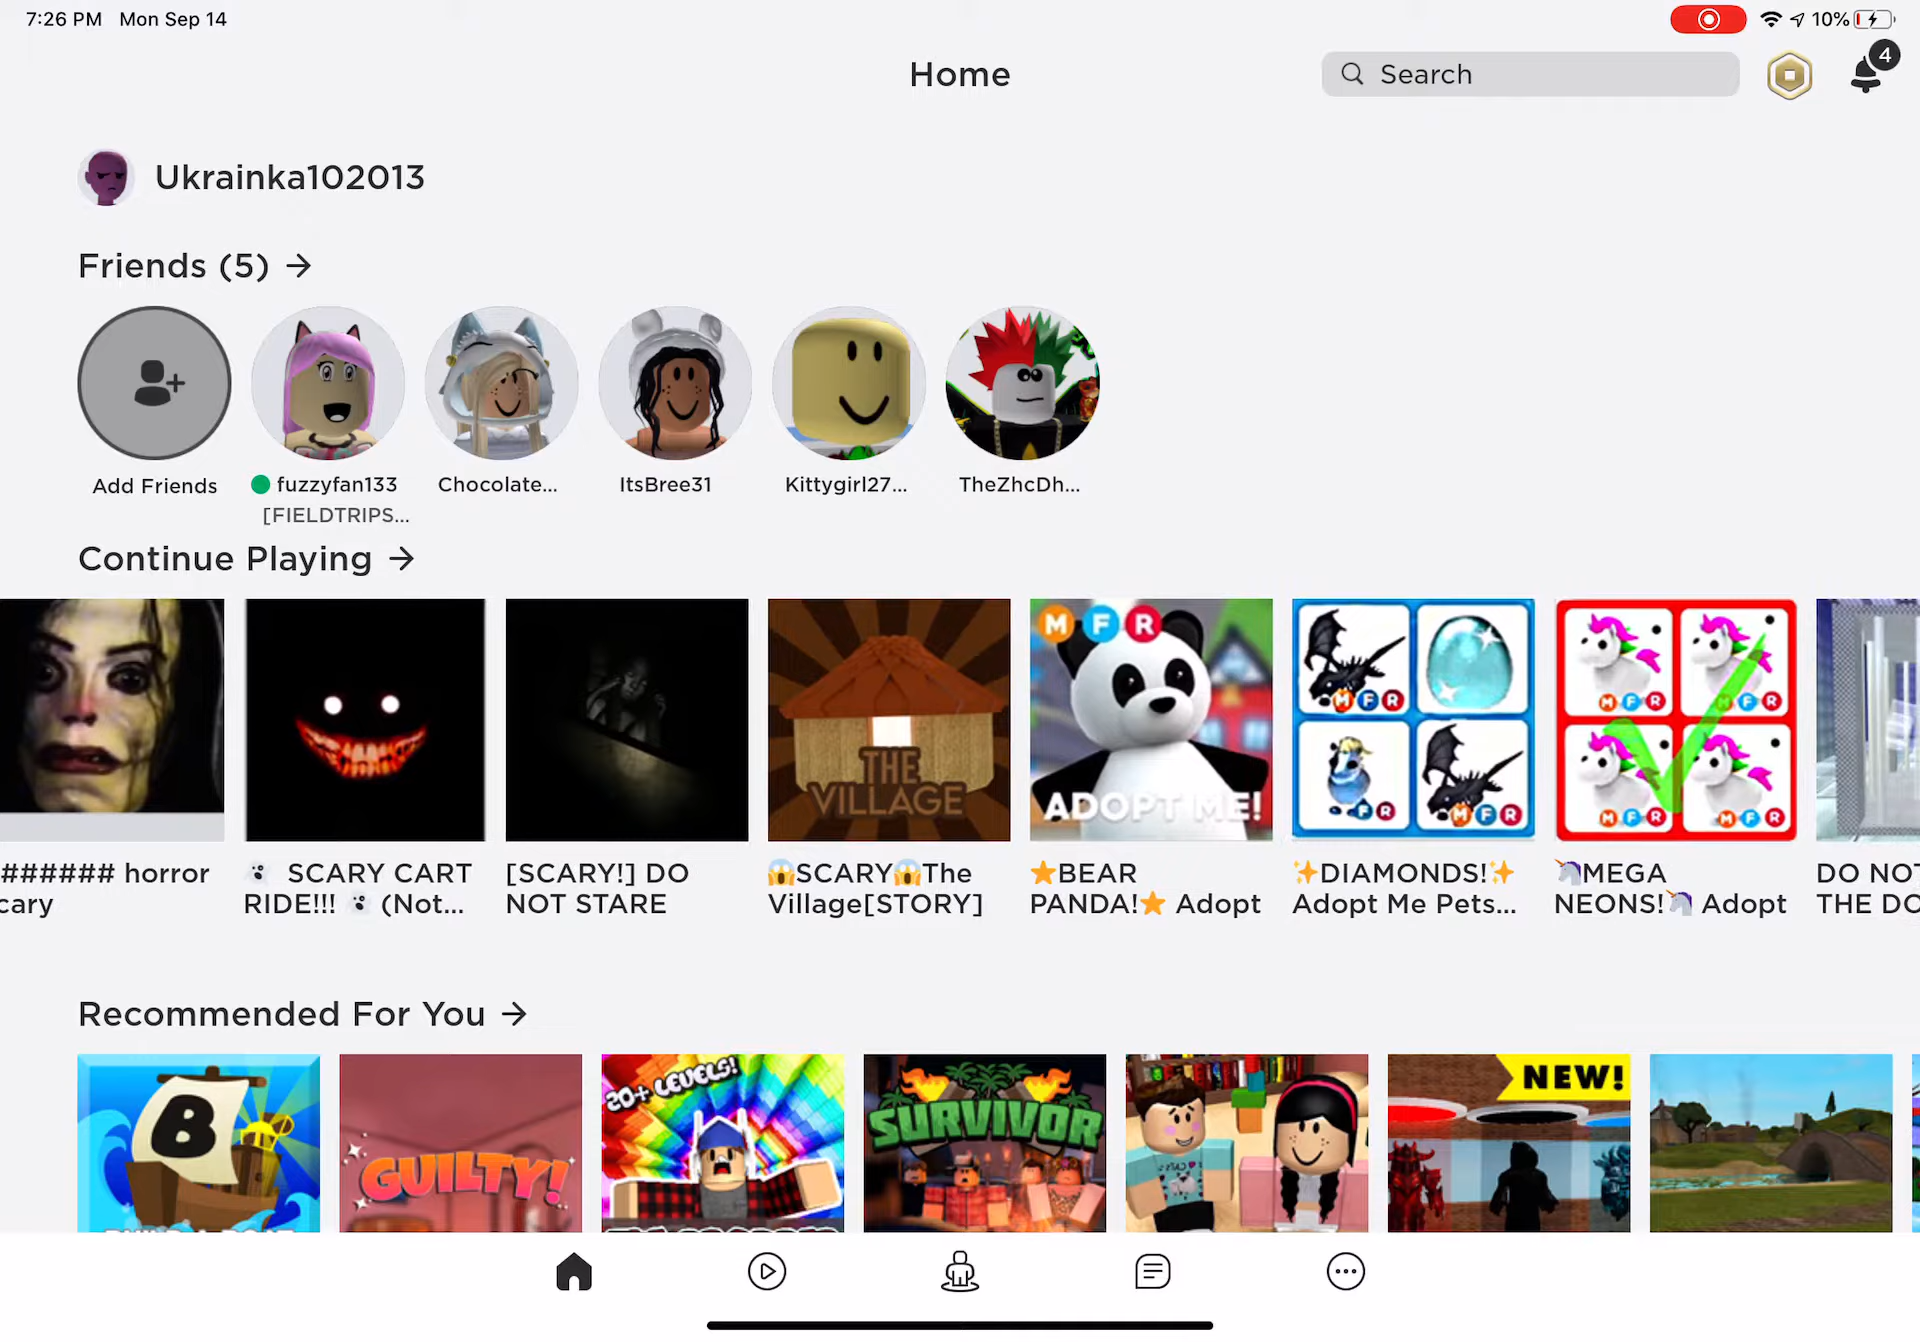 7:26 PM Mon Sep 14
10%
Home
Search
4
Ukrainka102013
Friends (5) →
Add Friends
fuzzyfan133
Chocolate...
ItsBree31
Kittygirl27...
TheZhcDh...
[FIELDTRIPS...
Continue Playing →
THE
VILLAGE
M F R
ADOPT ME!
M F R
F R
M F R
M F R
M F R
M F R
M F R
###### horror
cary
SCARY CART
RIDE!!! (Not...
[SCARY!] DO
NOT STARE
😱SCARY😱The
Village[STORY]
⭐BEAR
PANDA!⭐ Adopt
✨DIAMONDS!✨
Adopt Me Pets...
🦄MEGA
NEONS!🦄 Adopt
DO NOT
THE DO
Recommended For You →
B
GUILTY!
20+ LEVELS!
SURVIVOR
NEW!